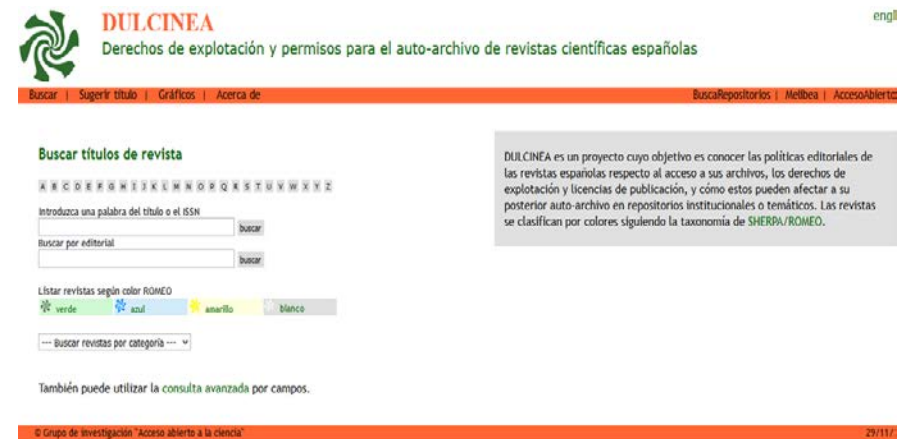 DULCINEA
engl
Derechos de explotación y permisos para el auto-archivo de revistas científicas españolas
Buscar | Sugerir título | Gráficos | Acerca de
BuscaRepositorios | Melibea | AccesoAbierto
Buscar títulos de revista
A B C D E F G H I J K L M N O P Q R S T U V W X Y Z
Introduzca una palabra del título o el ISSN
buscar
Buscar por editorial
buscar
Listar revistas según color ROMEO
verde azul amarillo blanco
--- Buscar revistas por categoría ---
También puede utilizar la consulta avanzada por campos.
DULCINEA es un proyecto cuyo objetivo es conocer las políticas editoriales de
las revistas españolas respecto al acceso a sus archivos, los derechos de
explotación y licencias de publicación, y cómo estos pueden afectar a su
posterior auto-archivo en repositorios institucionales o temáticos. Las revistas
se clasifican por colores siguiendo la taxonomía de SHERPA/ROMEO.
© Grupo de investigación "Acceso abierto a la ciencia"
29/11/